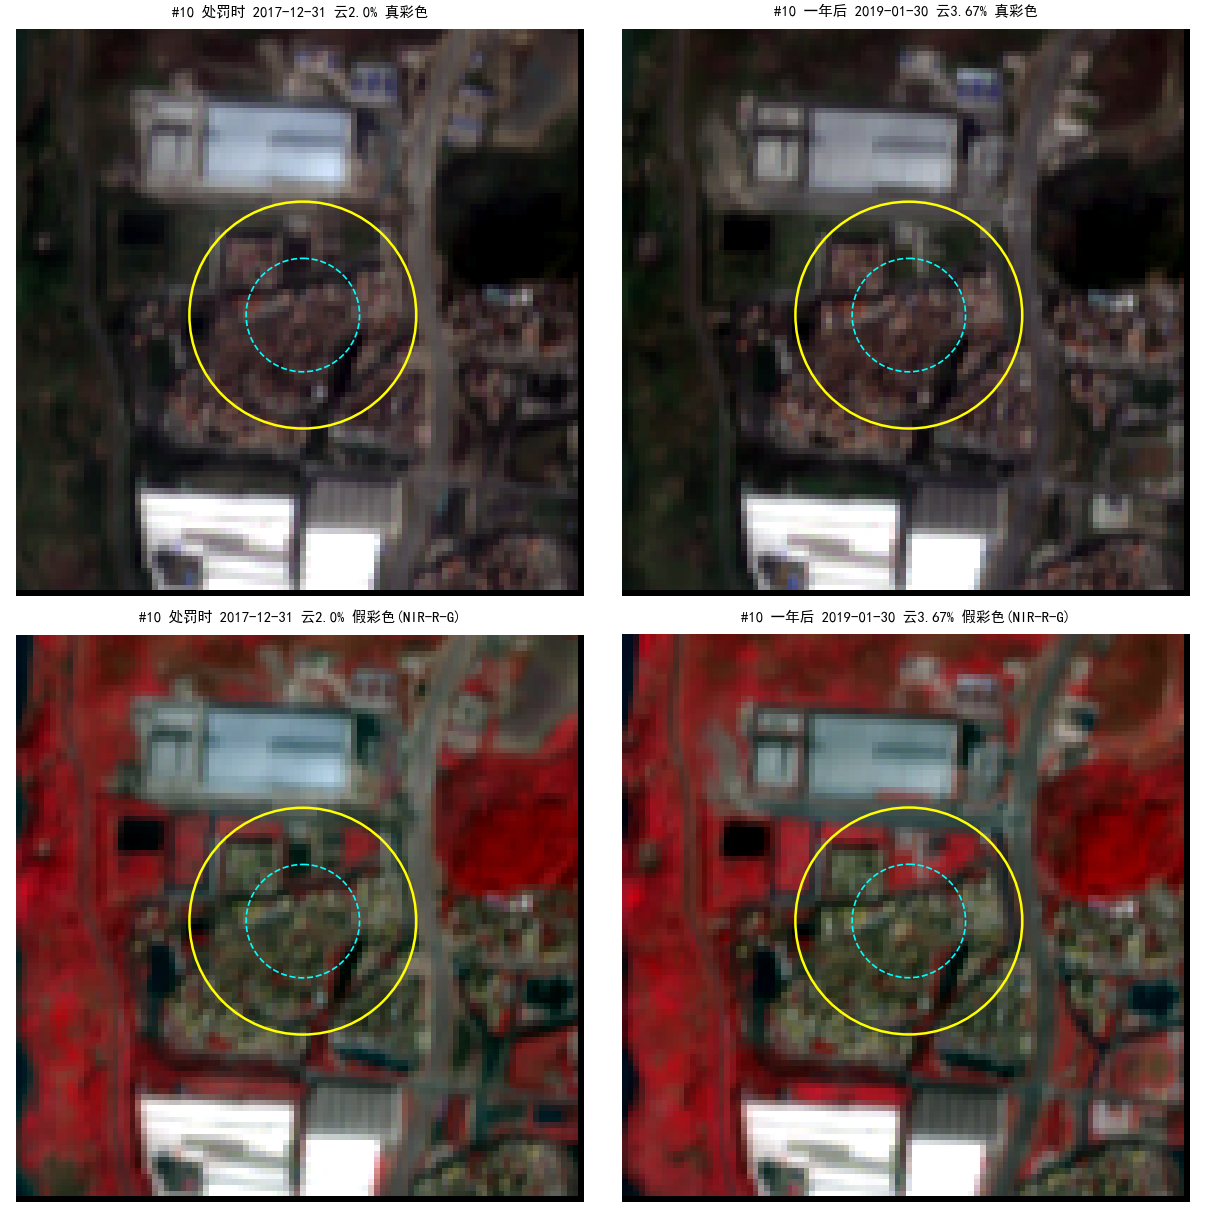 #10 处罚时 2017-12-31 云2.0% 真彩色
#10 一年后 2019-01-30 云3.67% 真彩色
#10 处罚时 2017-12-31 云2.0% 假彩色(NIR-R-G)
#10 一年后 2019-01-30 云3.67% 假彩色(NIR-R-G)